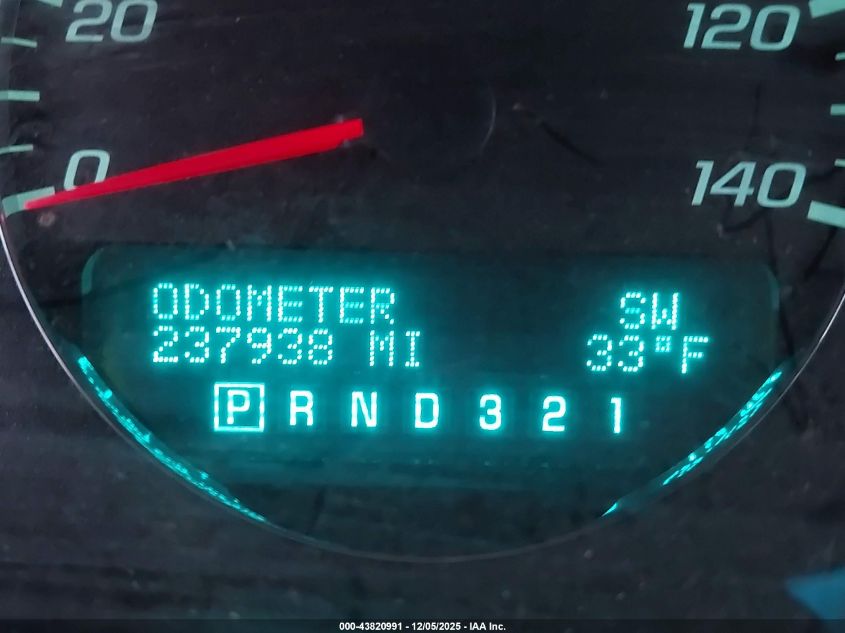 20
120
0
140
ODOMETER SW
237938 MI 33°F
P R N D 3 2 1
000-43820991 - 12/05/2025 - IAA Inc.